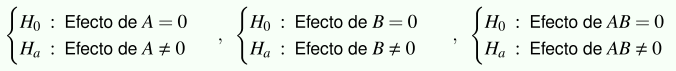 H₀ : Efecto de A = 0 , H₀ : Efecto de B = 0 , H₀ : Efecto de AB = 0
Hₐ : Efecto de A ≠ 0 Hₐ : Efecto de B ≠ 0 Hₐ : Efecto de AB ≠ 0